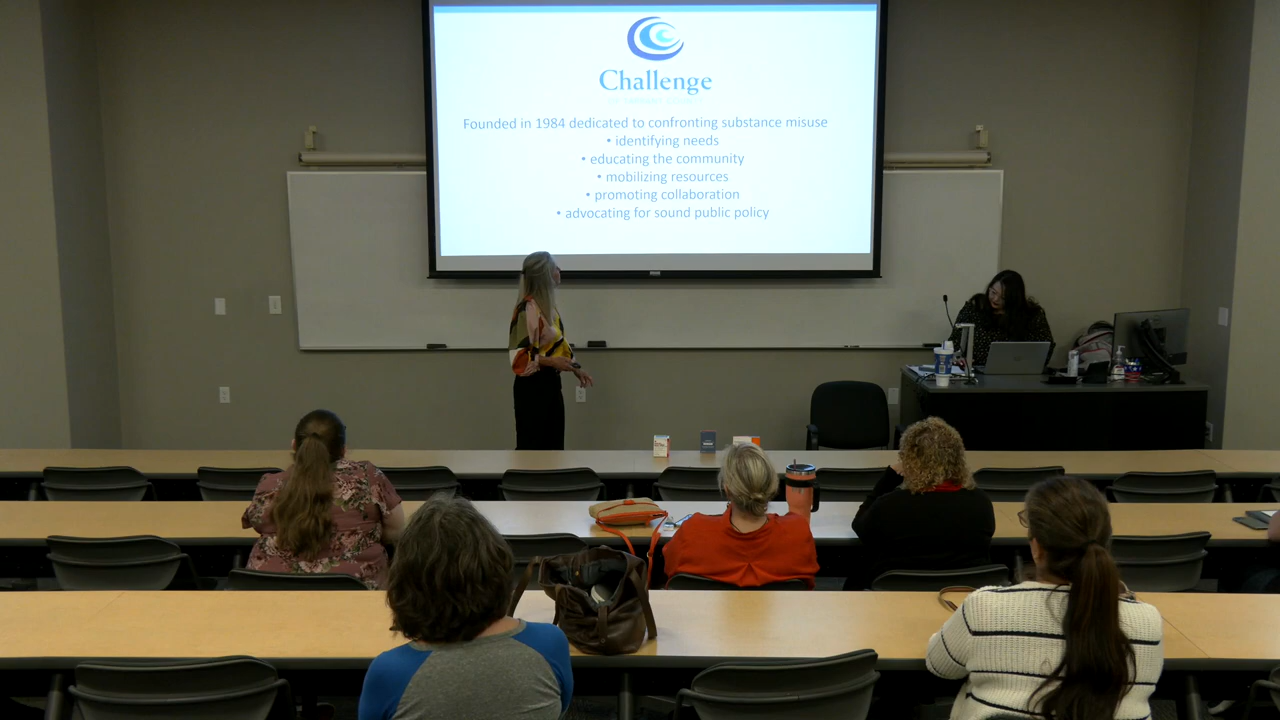 Challenge
Founded in 1984 dedicated to confronting substance misuse
• identifying needs
• educating the community
• mobilizing resources
• promoting collaboration
• advocating for sound public policy